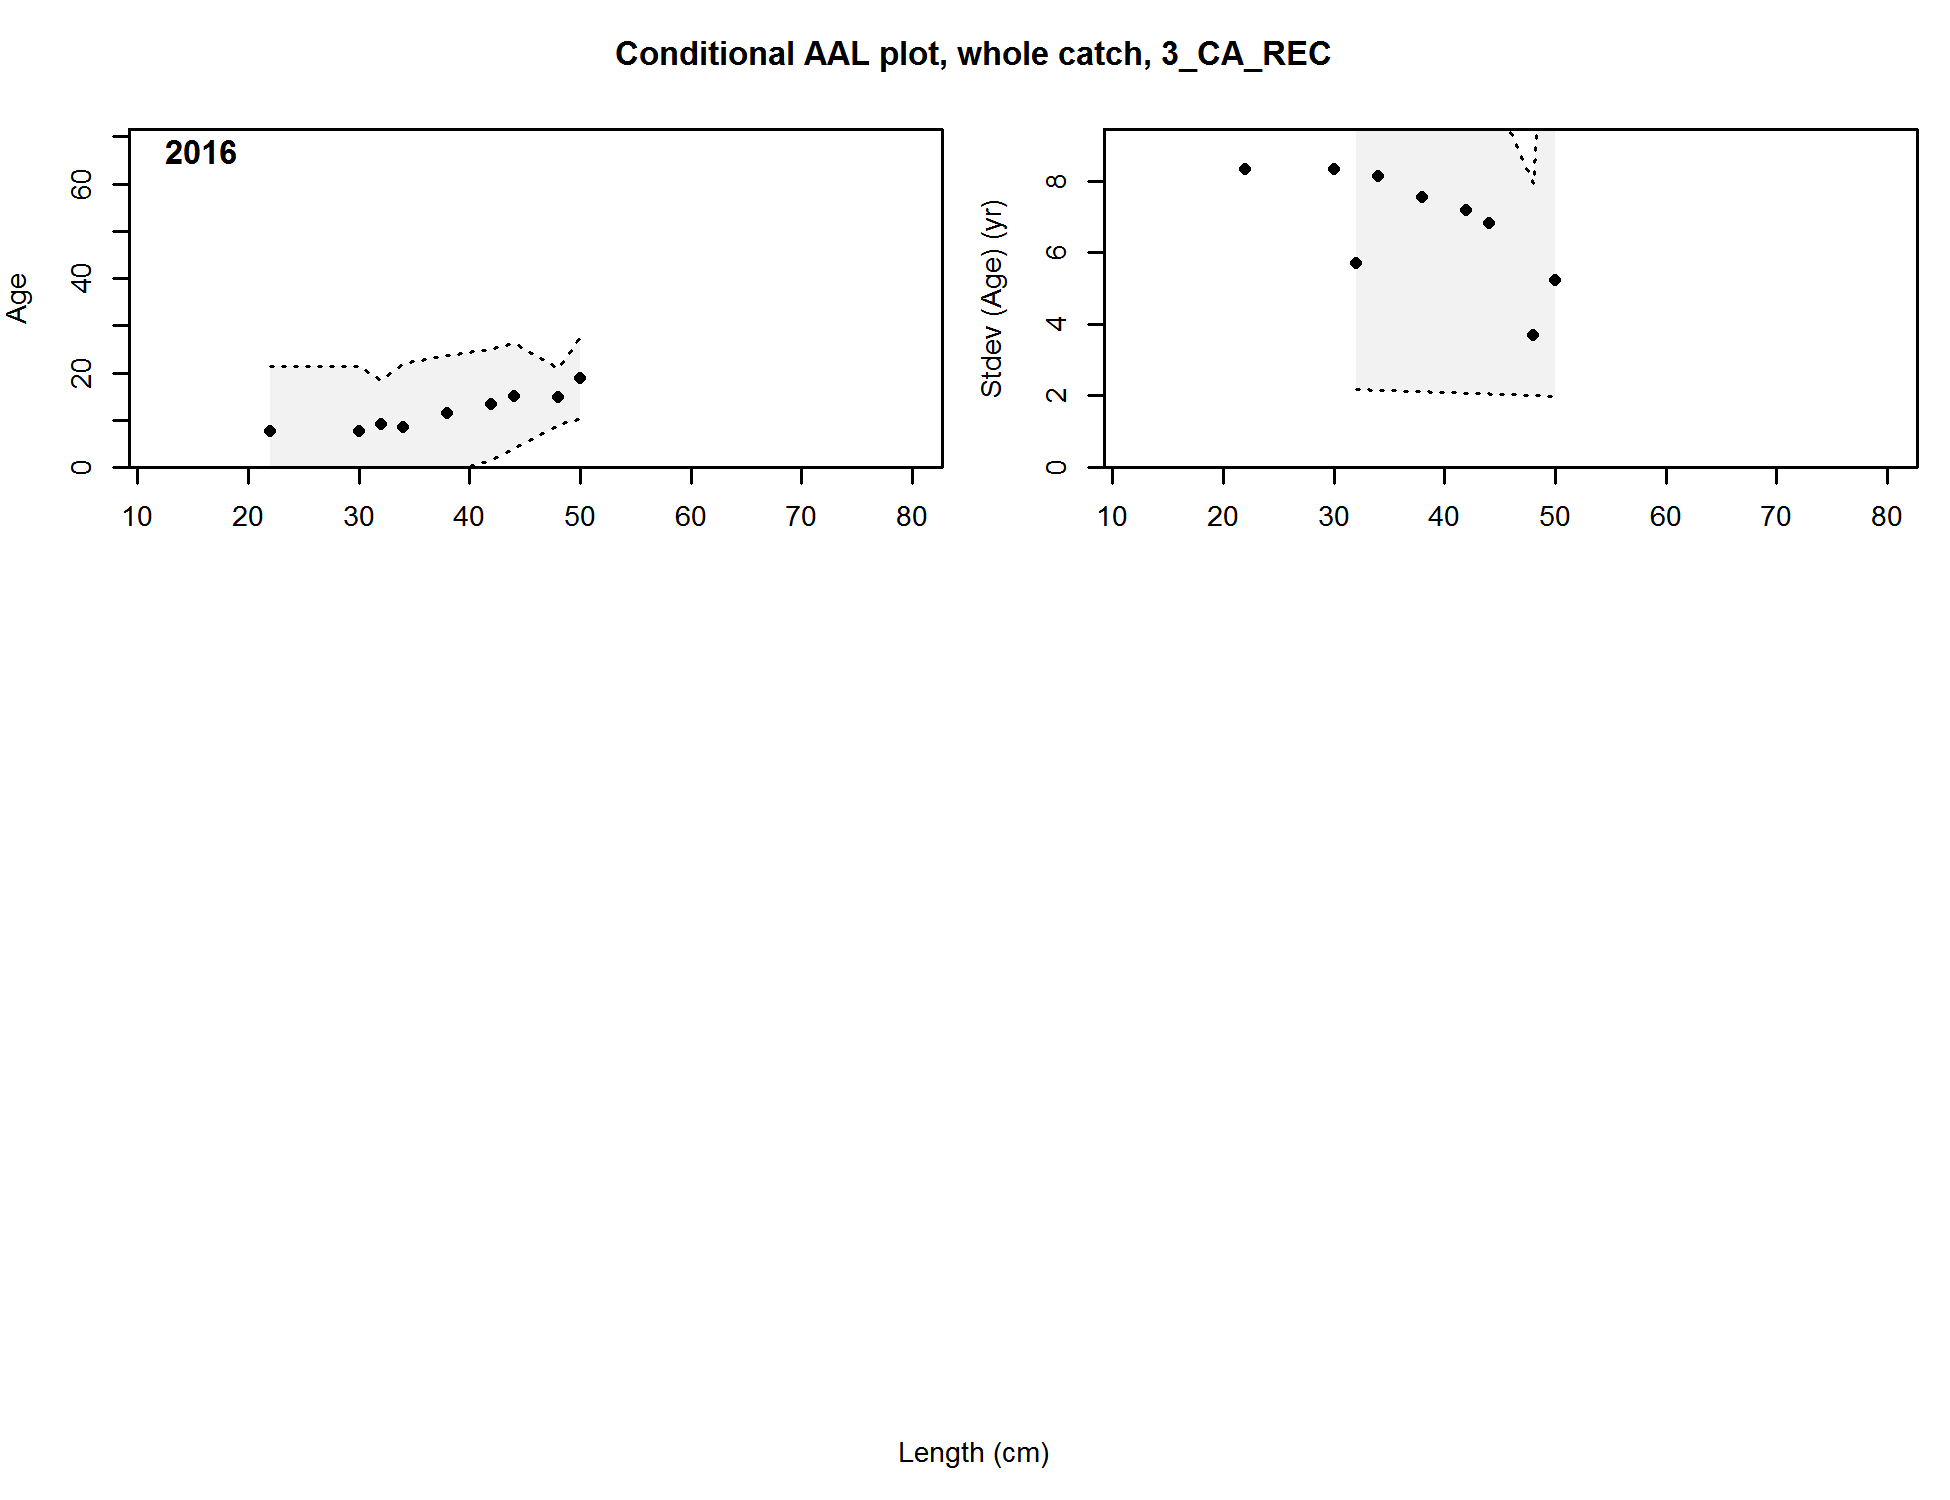 Conditional AAL plot, whole catch, 3_CA_REC
2016
Age
0 20 40 60
10 20 30 40 50 60 70 80
Stdev (Age) (yr)
0 2 4 6 8
10 20 30 40 50 60 70 80
Length (cm)